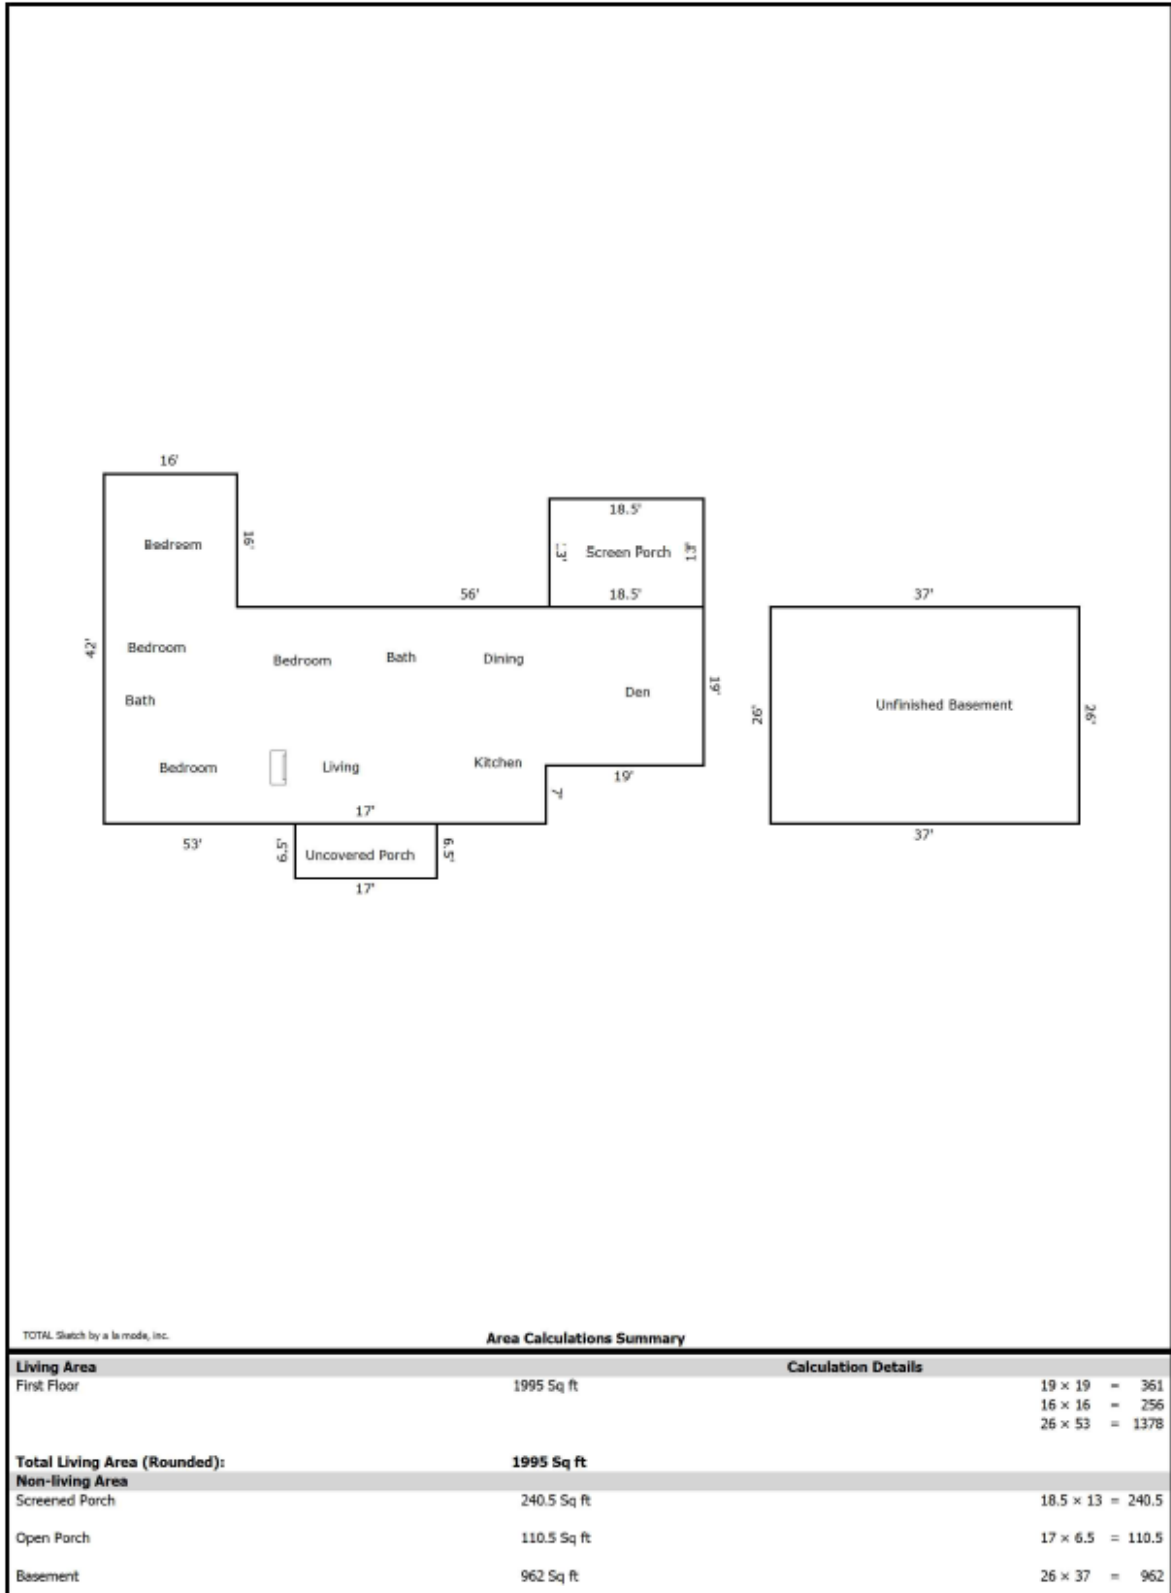 16'
Bedroom
16'
18.5'
13'
Screen Porch
13'
56'
18.5'
37'
42'
Bedroom
Bedroom
Bath
Dining
Bath
Den
19'
26'
Unfinished Basement
26'
Bedroom
Living
Kitchen
19'
7'
17'
53'
6.5'
Uncovered Porch
6.5'
37'
17'
TOTAL Sketch by a la mode, inc.
Area Calculations Summary
Living Area Calculation Details
First Floor 1995 Sq ft 19 × 19 = 361
16 × 16 = 256
26 × 53 = 1378
Total Living Area (Rounded): 1995 Sq ft
Non-living Area
Screened Porch 240.5 Sq ft 18.5 × 13 = 240.5
Open Porch 110.5 Sq ft 17 × 6.5 = 110.5
Basement 962 Sq ft 26 × 37 = 962